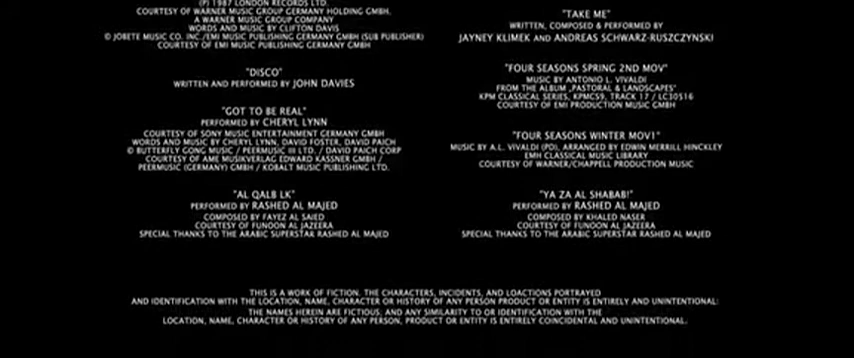 (P) 1987 LONDON RECORDS LTD.
COURTESY OF WARNER MUSIC GROUP GERMANY HOLDING GMBH,
A WARNER MUSIC GROUP COMPANY
WORDS AND MUSIC BY CLIFTON DAVIS
© JOBETE MUSIC CO. INC./EMI MUSIC PUBLISHING GERMANY GMBH (SUB PUBLISHER)
COURTESY OF EMI MUSIC PUBLISHING GERMANY GMBH
"DISCO"
WRITTEN AND PERFORMED BY JOHN DAVIES
"GOT TO BE REAL"
PERFORMED BY CHERYL LYNN
COURTESY OF SONY MUSIC ENTERTAINMENT GERMANY GMBH
WORDS AND MUSIC BY CHERYL LYNN, DAVID FOSTER, DAVID PAICH
© BUTTERFLY GONG MUSIC / PEERMUSIC III LTD. / DAVID PAICH CORP
COURTESY OF AME MUSIKVERLAG EDWARD KASSNER GMBH /
PEERMUSIC (GERMANY) GMBH / KOBALT MUSIC PUBLISHING LTD.
"AL QALB LK"
PERFORMED BY RASHED AL MAJED
COMPOSED BY FAYEZ AL SAIED
COURTESY OF FUNOON AL JAZEERA
SPECIAL THANKS TO THE ARABIC SUPERSTAR RASHED AL MAJED
"TAKE ME"
WRITTEN, COMPOSED & PERFORMED BY
JAYNEY KLIMEK AND ANDREAS SCHWARZ-RUSZCZYNSKI
"FOUR SEASONS SPRING 2ND MOV"
MUSIC BY ANTONIO L. VIVALDI
FROM THE ALBUM „PASTORAL & LANDSCAPES"
KPM CLASSICAL SERIES, KPMCS9, TRACK 17 / LC30516
COURTESY OF EMI PRODUCTION MUSIC GMBH
"FOUR SEASONS WINTER MOV1"
MUSIC BY A.L. VIVALDI (PD), ARRANGED BY EDWIN MERRILL HINCKLEY
EMH CLASSICAL MUSIC LIBRARY
COURTESY OF WARNER/CHAPPELL PRODUCTION MUSIC
"YA ZA AL SHABAB!"
PERFORMED BY RASHED AL MAJED
COMPOSED BY KHALED NASER
COURTESY OF FUNOON AL JAZEERA
SPECIAL THANKS TO THE ARABIC SUPERSTAR RASHED AL MAJED
THIS IS A WORK OF FICTION. THE CHARACTERS, INCIDENTS, AND LOACTIONS PORTRAYED
AND IDENTIFICATION WITH THE LOCATION, NAME, CHARACTER OR HISTORY OF ANY PERSON PRODUCT OR ENTITY IS ENTIRELY AND UNINTENTIONAL:
THE NAMES HEREIN ARE FICTIOUS, AND ANY SIMILARITY TO OR IDENTIFICATION WITH THE
LOCATION, NAME, CHARACTER OR HISTORY OF ANY PERSON, PRODUCT OR ENTITY IS ENTIRELY COINCIDENTAL AND UNINTENTIONAL.